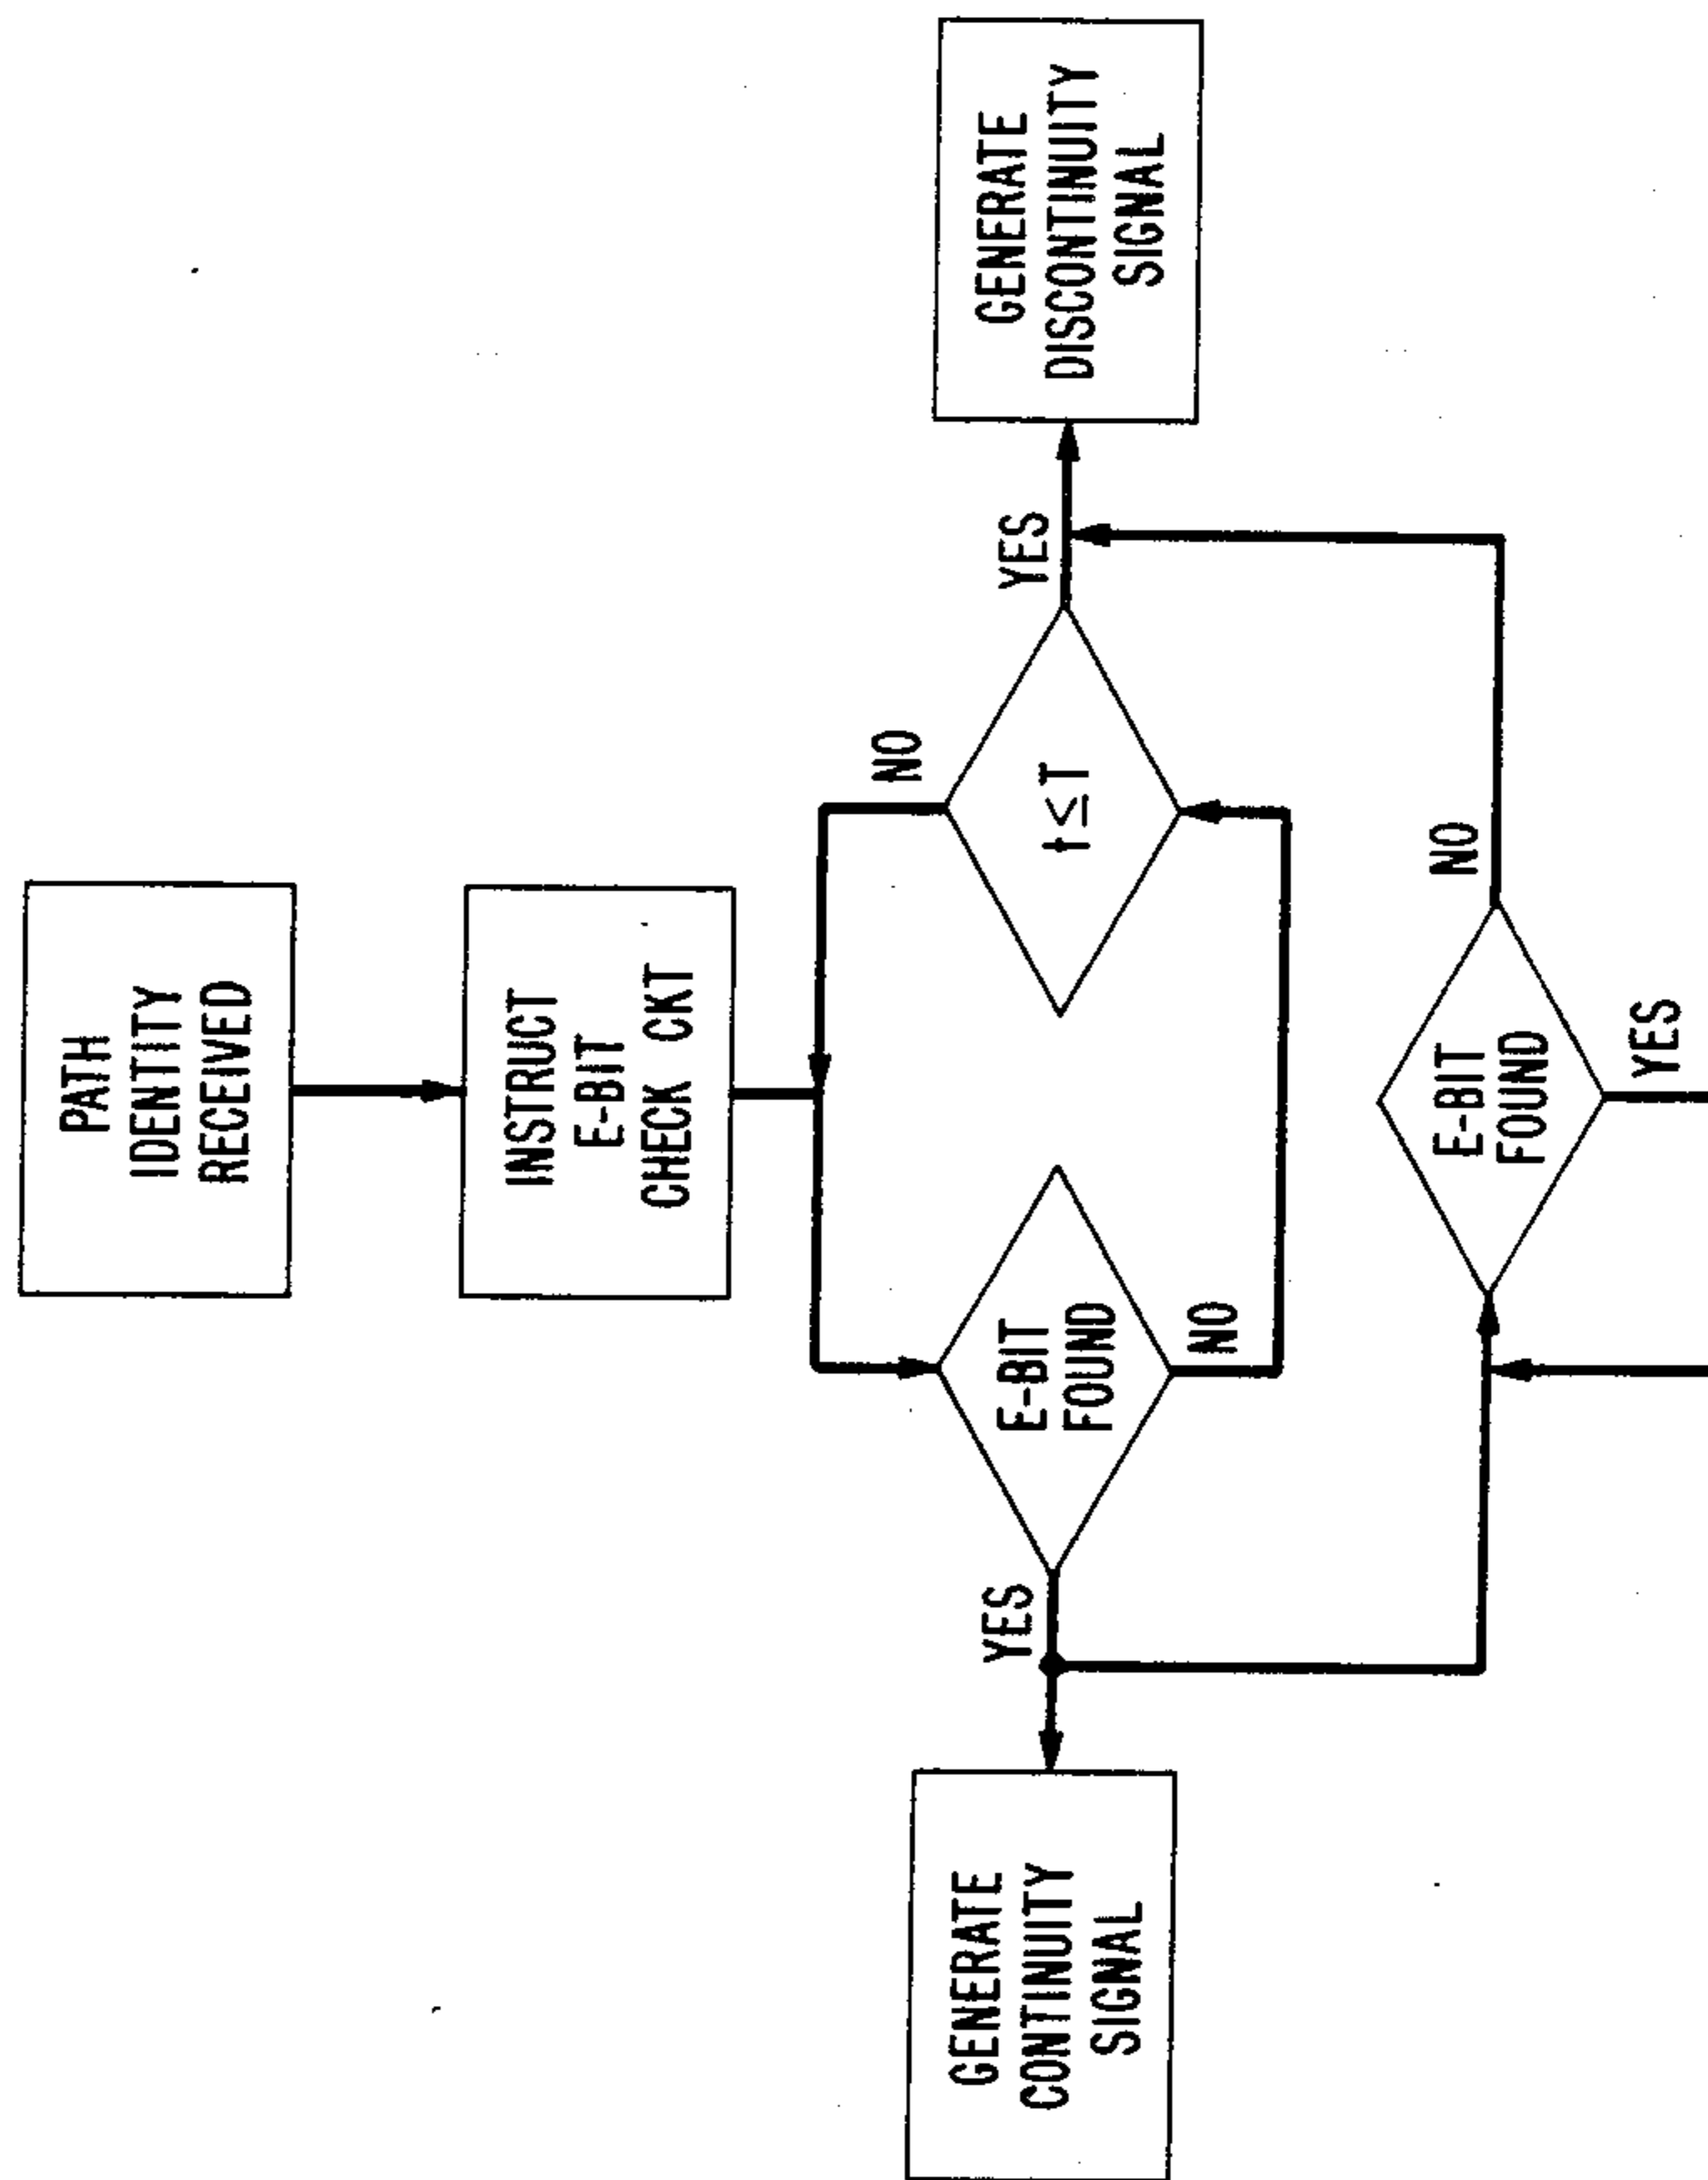 PATH
IDENTITY
RECEIVED
INSTRUCT
E-BIT
CHECK CKT
NO
YES
E-BIT
FOUND
t≤T
YES
NO
GENERATE
CONTINUITY
SIGNAL
GENERATE
DISCONTINUITY
SIGNAL
E-BIT
FOUND
NO
YES